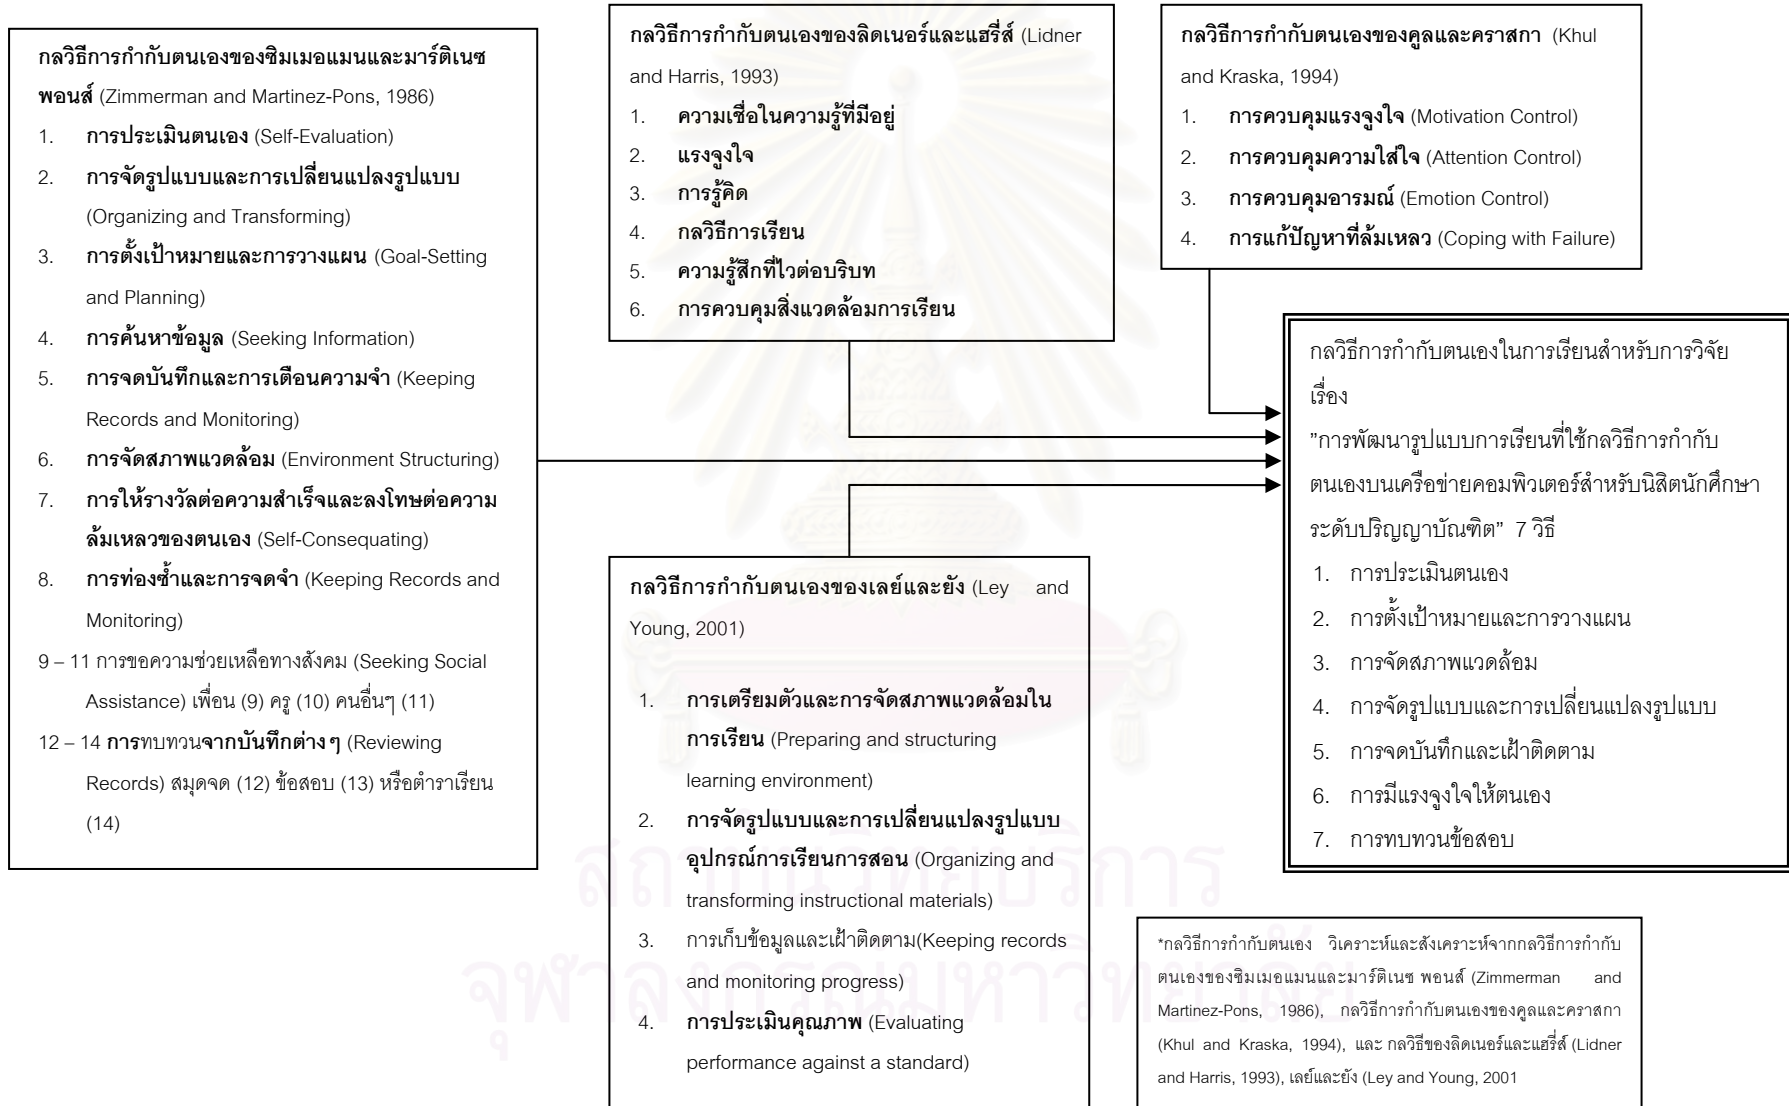 กลวิธีการกำกับตนเองของซิมเมอแมนและมาร์ติเนซ
พอนส์ (Zimmerman and Martinez-Pons, 1986)
1. การประเมินตนเอง (Self-Evaluation)
2. การจัดรูปแบบและการเปลี่ยนแปลงรูปแบบ
(Organizing and Transforming)
3. การตั้งเป้าหมายและการวางแผน (Goal-Setting
and Planning)
4. การค้นหาข้อมูล (Seeking Information)
5. การจดบันทึกและการเตือนความจำ (Keeping
Records and Monitoring)
6. การจัดสภาพแวดล้อม (Environment Structuring)
7. การให้รางวัลต่อความสำเร็จและลงโทษต่อความ
ล้มเหลวของตนเอง (Self-Consequating)
8. การท่องซ้ำและการจดจำ (Keeping Records and
Monitoring)
9 – 11 การขอความช่วยเหลือทางสังคม (Seeking Social
Assistance) เพื่อน (9) ครู (10) คนอื่นๆ (11)
12 – 14 การทบทวนจากบันทึกต่าง ๆ (Reviewing
Records) สมุดจด (12) ข้อสอบ (13) หรือตำราเรียน
(14)
กลวิธีการกำกับตนเองของลิดเนอร์และแฮรี่ส์ (Lidner
and Harris, 1993)
1. ความเชื่อในความรู้ที่มีอยู่
2. แรงจูงใจ
3. การรู้คิด
4. กลวิธีการเรียน
5. ความรู้สึกที่ไวต่อบริบท
6. การควบคุมสิ่งแวดล้อมการเรียน
กลวิธีการกำกับตนเองของคูลและคราสกา (Khul
and Kraska, 1994)
1. การควบคุมแรงจูงใจ (Motivation Control)
2. การควบคุมความใส่ใจ (Attention Control)
3. การควบคุมอารมณ์ (Emotion Control)
4. การแก้ปัญหาที่ล้มเหลว (Coping with Failure)
กลวิธีการกำกับตนเองของเลย์และยัง (Ley and
Young, 2001)
1. การเตรียมตัวและการจัดสภาพแวดล้อมใน
การเรียน (Preparing and structuring
learning environment)
2. การจัดรูปแบบและการเปลี่ยนแปลงรูปแบบ
อุปกรณ์การเรียนการสอน (Organizing and
transforming instructional materials)
3. การเก็บข้อมูลและเฝ้าติดตาม(Keeping records
and monitoring progress)
4. การประเมินคุณภาพ (Evaluating
performance against a standard)
กลวิธีการกำกับตนเองในการเรียนสำหรับการวิจัย
เรื่อง
”การพัฒนารูปแบบการเรียนที่ใช้กลวิธีการกำกับ
ตนเองบนเครือข่ายคอมพิวเตอร์สำหรับนิสิตนักศึกษา
ระดับปริญญาบัณฑิต” 7 วิธี
1. การประเมินตนเอง
2. การตั้งเป้าหมายและการวางแผน
3. การจัดสภาพแวดล้อม
4. การจัดรูปแบบและการเปลี่ยนแปลงรูปแบบ
5. การจดบันทึกและเฝ้าติดตาม
6. การมีแรงจูงใจให้ตนเอง
7. การทบทวนข้อสอบ
*กลวิธีการกำกับตนเอง วิเคราะห์และสังเคราะห์จากกลวิธีการกำกับ
ตนเองของซิมเมอแมนและมาร์ติเนซ พอนส์ (Zimmerman and
Martinez-Pons, 1986), กลวิธีการกำกับตนเองของคูลและคราสกา
(Khul and Kraska, 1994), และ กลวิธีของลิดเนอร์และแฮรี่ส์ (Lidner
and Harris, 1993), เลย์และยัง (Ley and Young, 2001
สถาบันวิทยบริการ
จุฬาลงกรณ์มหาวิทยาลัย